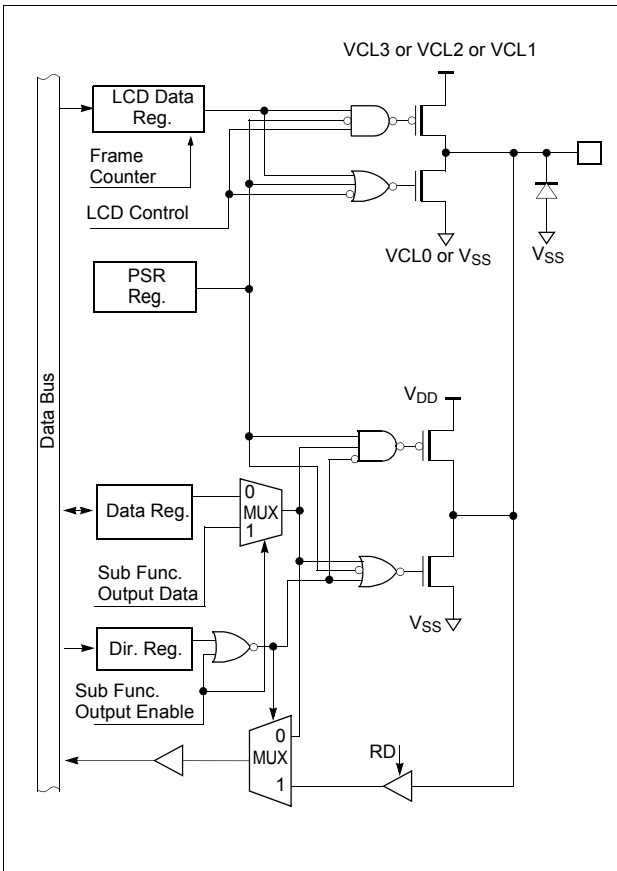 VCL3 or VCL2 or VCL1
LCD Data
Reg.
Frame
Counter
LCD Control
VCL0 or VSS
VSS
PSR
Reg.
Data Bus
VDD
Data Reg.
0
MUX
1
Sub Func.
Output Data
VSS
Dir. Reg.
Sub Func.
Output Enable
0
MUX
1
RD